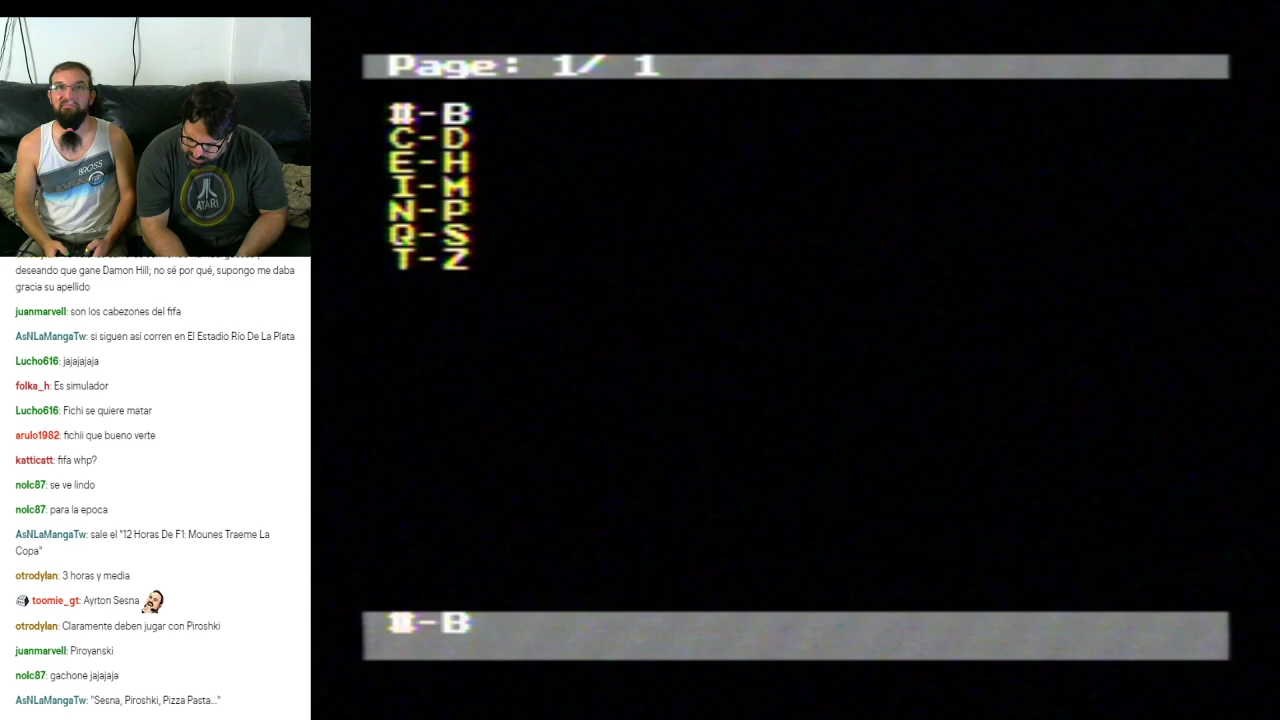 Page: 1/ 1
#-B
C-D
E-H
I-M
N-P
Q-S
T-Z
#-B
BROSS
ATARI
deseando que gane Damon Hill; no sé por qué, supongo me daba
gracia su apellido
juanmarvell: son los cabezones del fifa
AsNLaMangaTw: si siguen así corren en El Estadio Río De La Plata
Lucho616: jajajajaja
folka_h: Es simulador
Lucho616: Fichi se quiere matar
arulo1982: fichii que bueno verte
katticatt: fifa whp?
nolc87: se ve lindo
nolc87: para la epoca
AsNLaMangaTw: sale el "12 Horas De F1: Mounes Traeme La
Copa"
otrodylan: 3 horas y media
toomie_gt: Ayrton Sesna
otrodylan: Claramente deben jugar con Piroshki
juanmarvell: Piroyanski
nolc87: gachone jajajaja
AsNLaMangaTw: "Sesna, Piroshki, Pizza Pasta..."